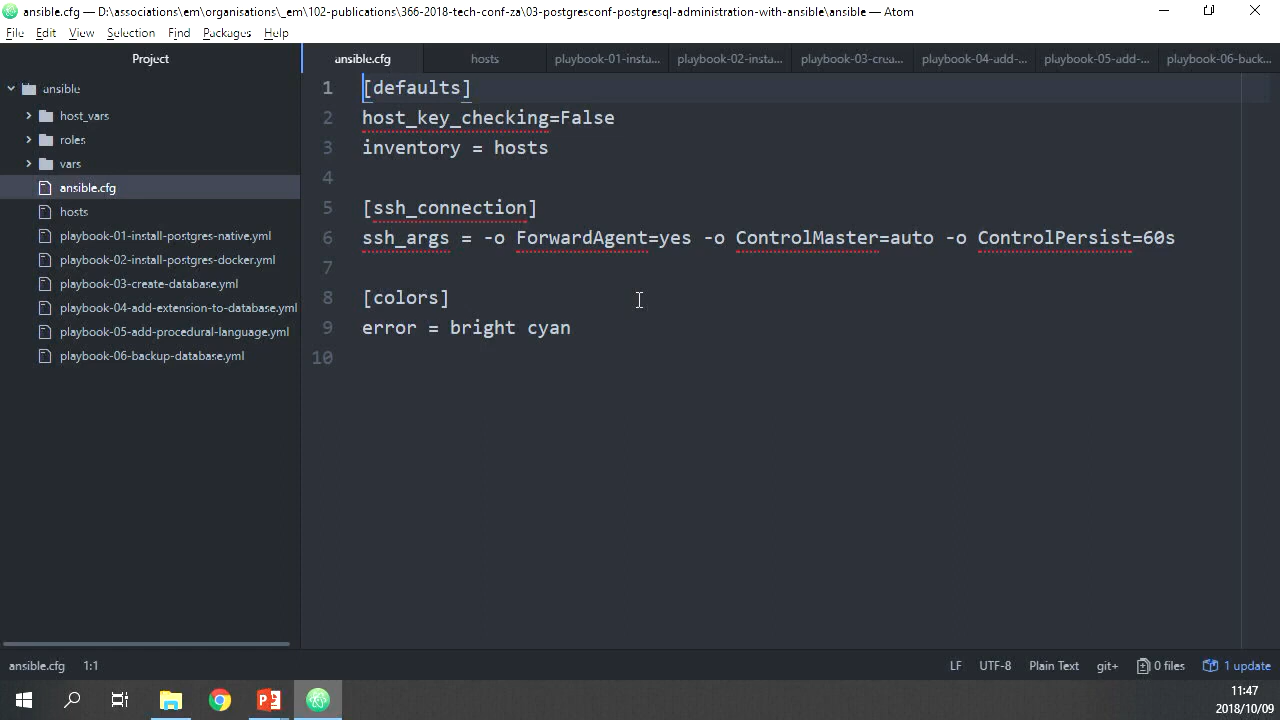 ansible.cfg — D:\associations\em\organisations\_em\102-publications\366-2018-tech-conf-za\03-postgresconf-postgresql-administration-with-ansible\ansible — Atom
File Edit View Selection Find Packages Help
Project
ansible.cfg hosts playbook-01-insta... playbook-02-insta... playbook-03-crea... playbook-04-add-... playbook-05-add-... playbook-06-back...
ansible
host_vars
roles
vars
ansible.cfg
hosts
playbook-01-install-postgres-native.yml
playbook-02-install-postgres-docker.yml
playbook-03-create-database.yml
playbook-04-add-extension-to-database.yml
playbook-05-add-procedural-language.yml
playbook-06-backup-database.yml
1 [defaults]
2 host_key_checking=False
3 inventory = hosts
4
5 [ssh_connection]
6 ssh_args = -o ForwardAgent=yes -o ControlMaster=auto -o ControlPersist=60s
7
8 [colors]
9 error = bright cyan
10
ansible.cfg 1:1 LF UTF-8 Plain Text git+ 0 files 1 update
11:47
2018/10/09